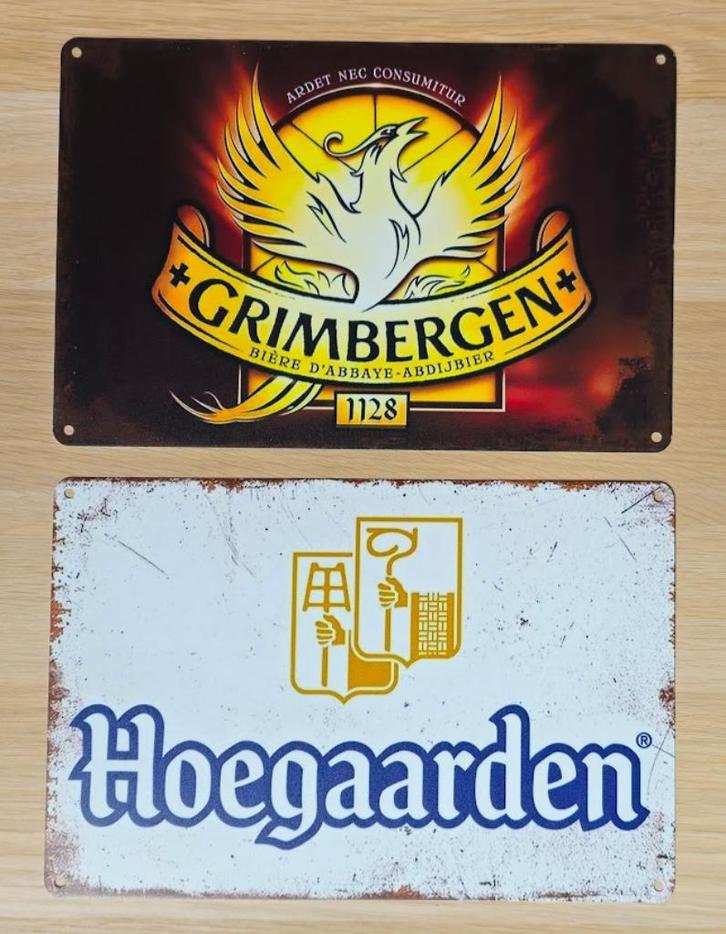 ARDET NEC CONSUMITUR
GRIMBERGEN
BIÈRE D'ABBAYE-ABDIJBIER
1128
Hoegaarden®